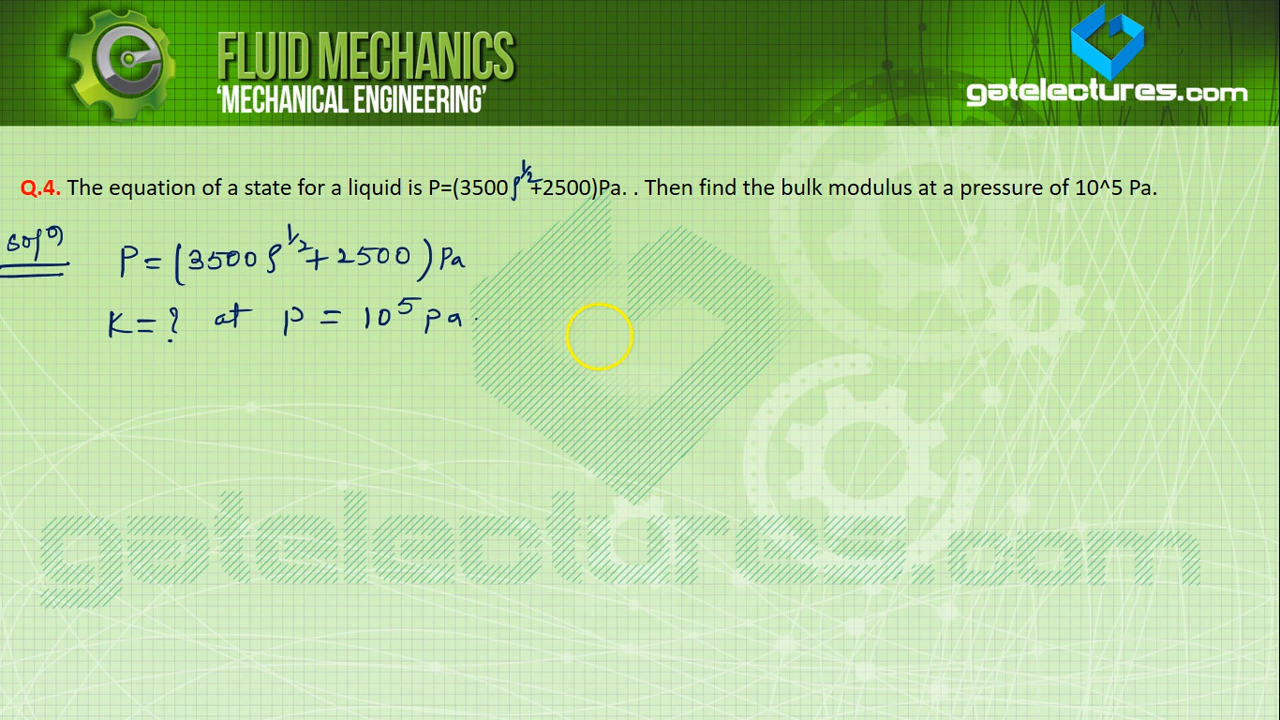 FLUID MECHANICS
'MECHANICAL ENGINEERING'
gatelectures.com
Q.4. The equation of a state for a liquid is P=(3500ρ^1/2+2500)Pa. . Then find the bulk modulus at a pressure of 10^5 Pa.
Solⁿ P = (3500ρ^1/2 + 2500) Pa
K = ? at P = 10^5 Pa.
gatelectures.com